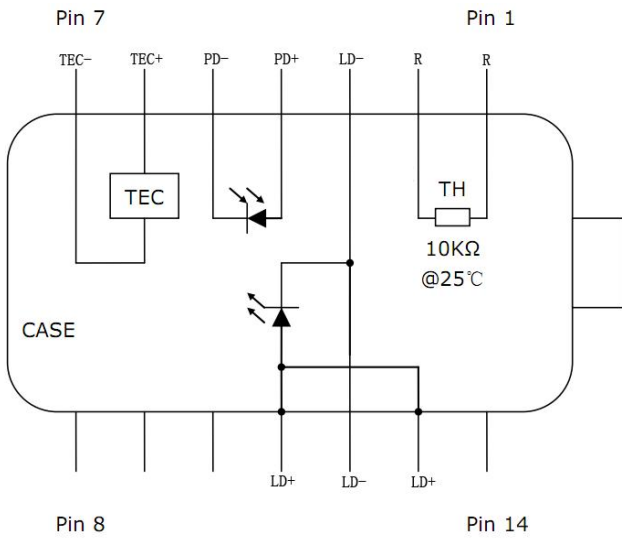 Pin 7 Pin 1
TEC- TEC+ PD- PD+ LD- R R
TEC
TH
10KΩ
@25℃
CASE
LD+ LD- LD+
Pin 8 Pin 14